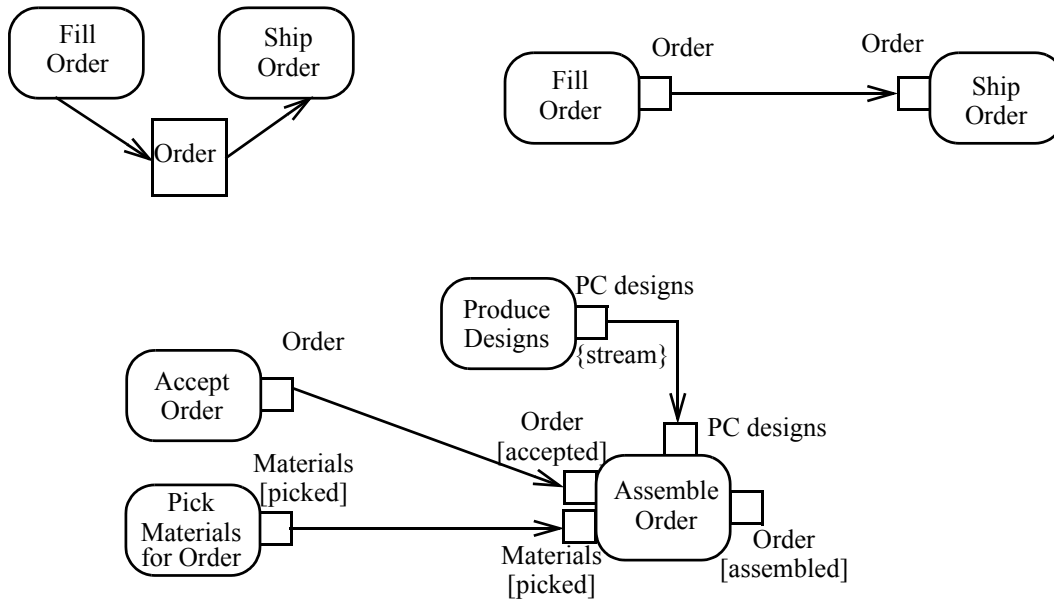 Fill
Order
Ship
Order
Order
Order
Order
Fill
Order
Ship
Order
PC designs
Produce
Designs
{stream}
Order
Accept
Order
Order
[accepted]
PC designs
Materials
[picked]
Assemble
Order
Pick
Materials
for Order
Materials
[picked]
Order
[assembled]